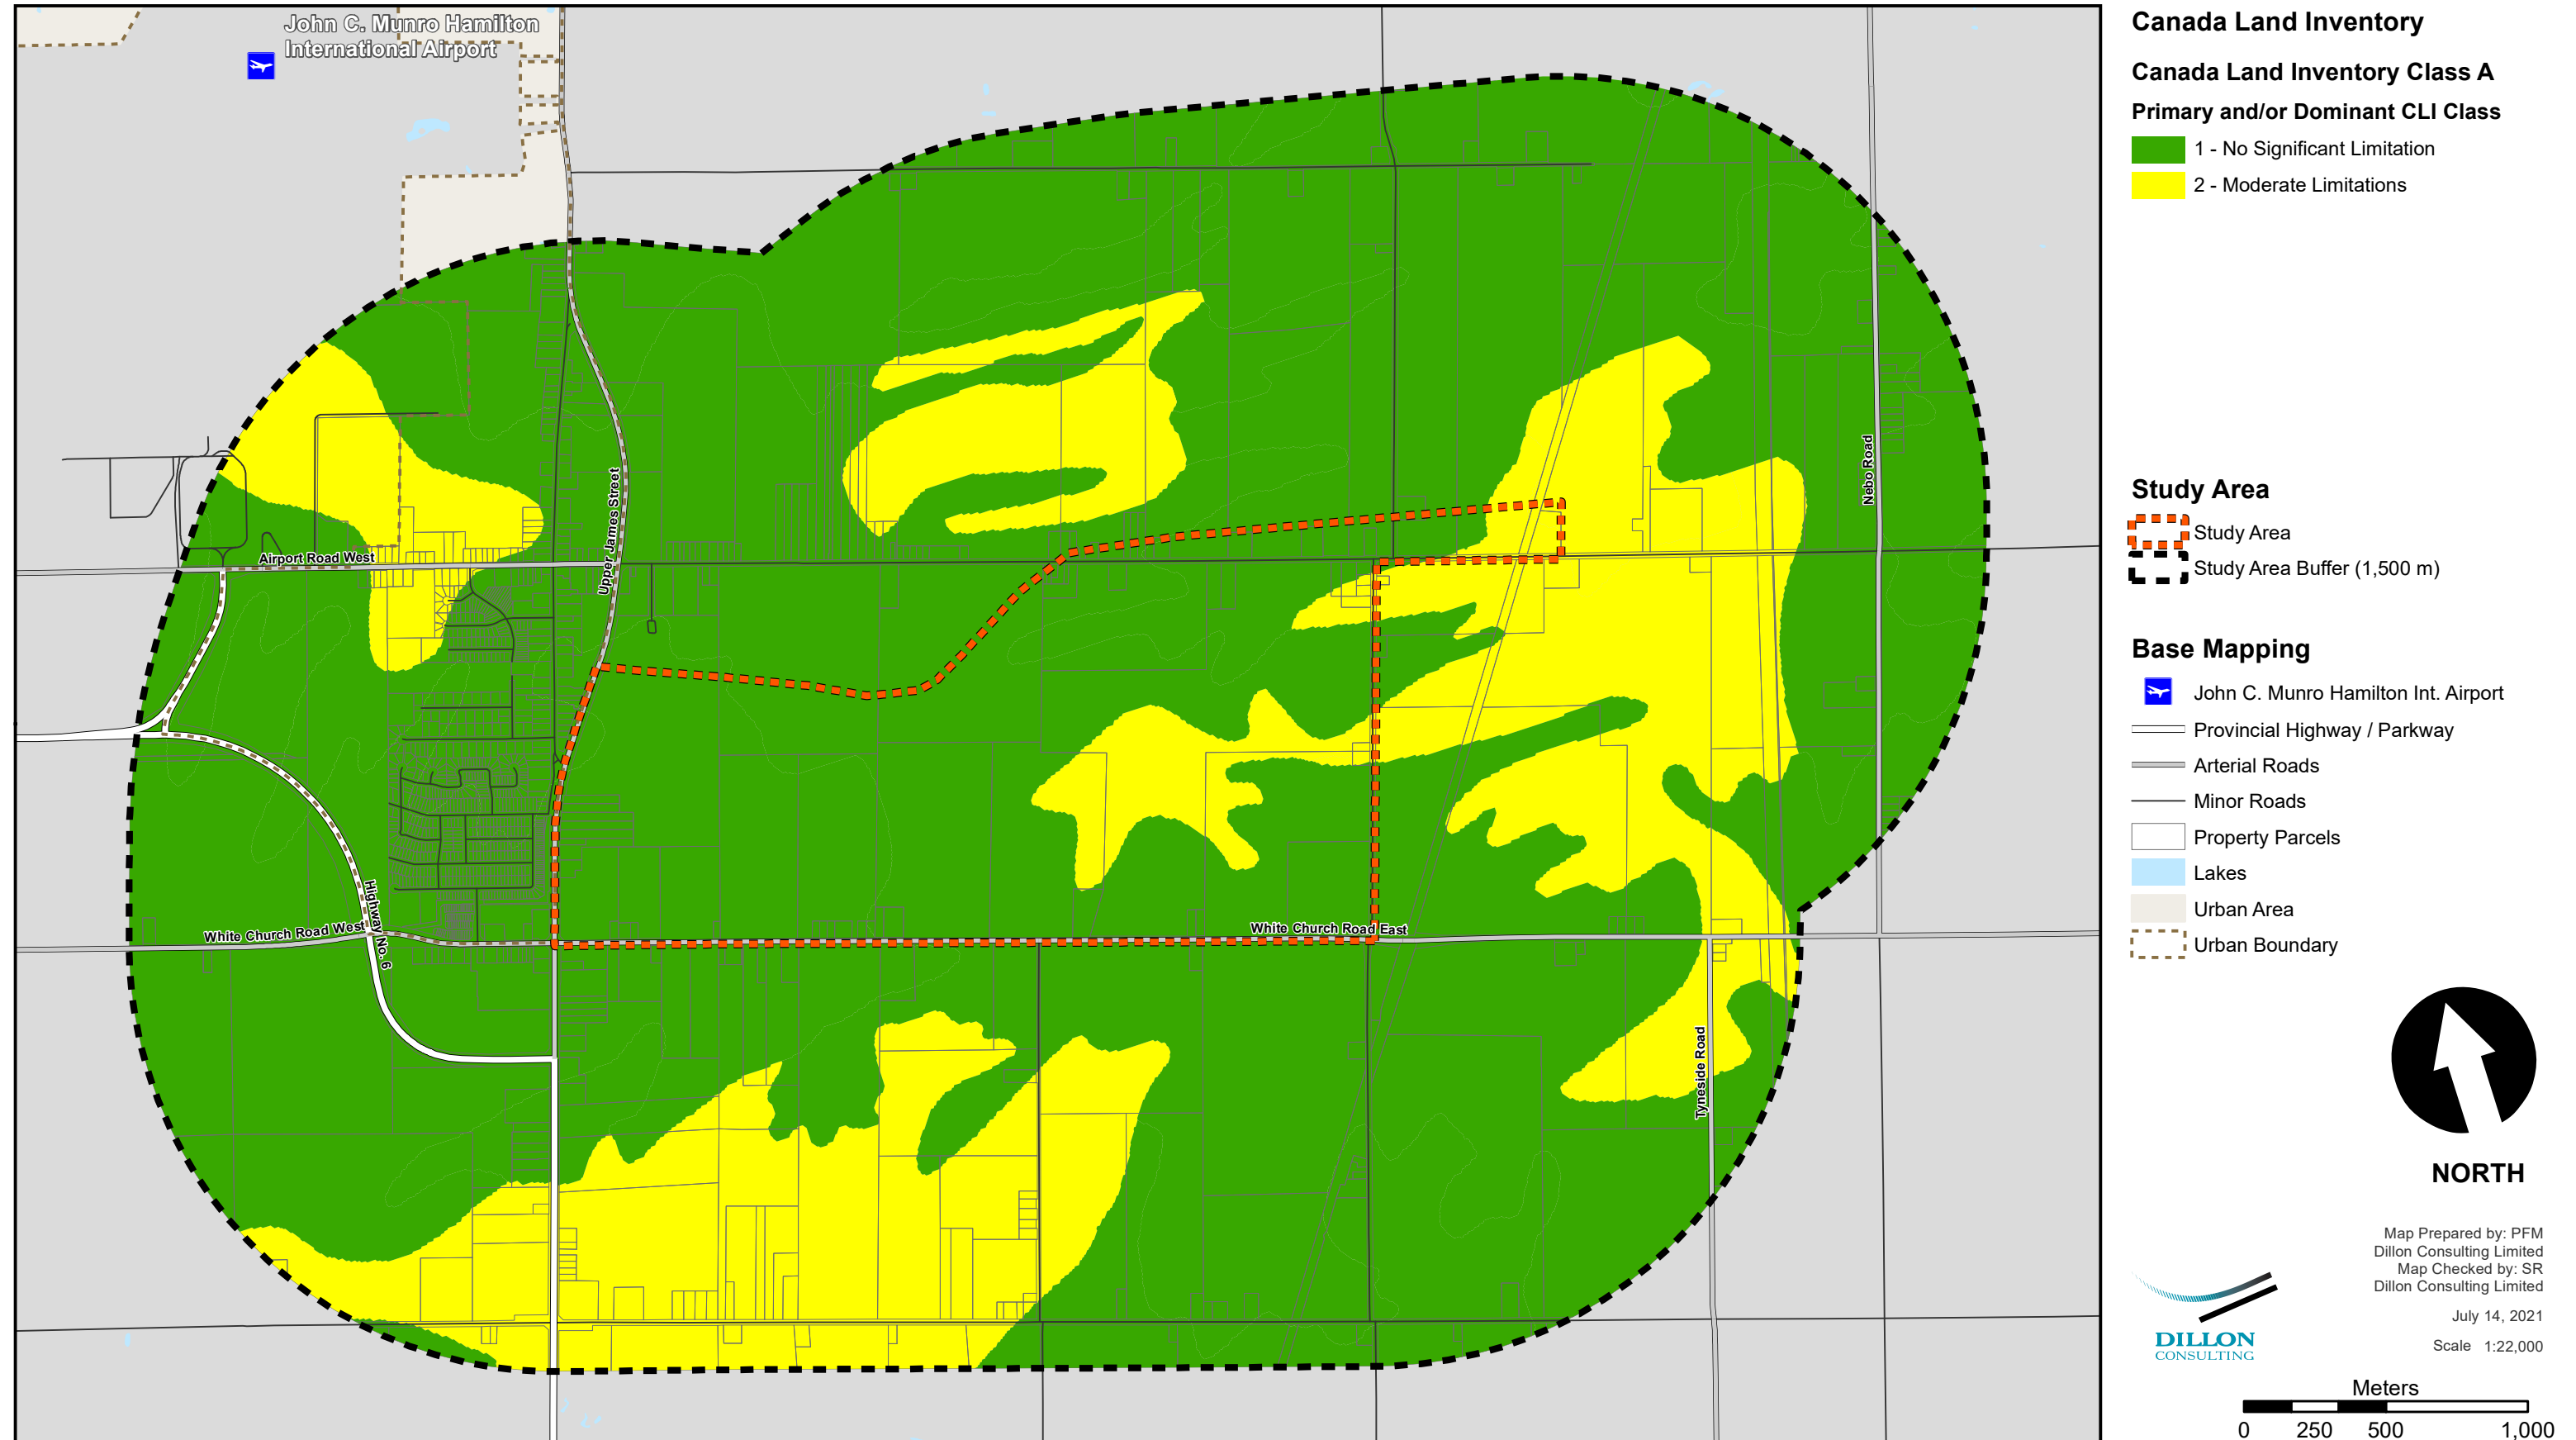 John C. Munro Hamilton
International Airport
Airport Road West
Upper James Street
Nebo Road
Highway No. 6
White Church Road West
White Church Road East
Tyneside Road
Canada Land Inventory
Canada Land Inventory Class A
Primary and/or Dominant CLI Class
1 - No Significant Limitation
2 - Moderate Limitations
Study Area
Study Area
Study Area Buffer (1,500 m)
Base Mapping
John C. Munro Hamilton Int. Airport
Provincial Highway / Parkway
Arterial Roads
Minor Roads
Property Parcels
Lakes
Urban Area
Urban Boundary
NORTH
Map Prepared by: PFM
Dillon Consulting Limited
Map Checked by: SR
Dillon Consulting Limited
July 14, 2021
Scale 1:22,000
DILLON
CONSULTING
Meters
0 250 500 1,000